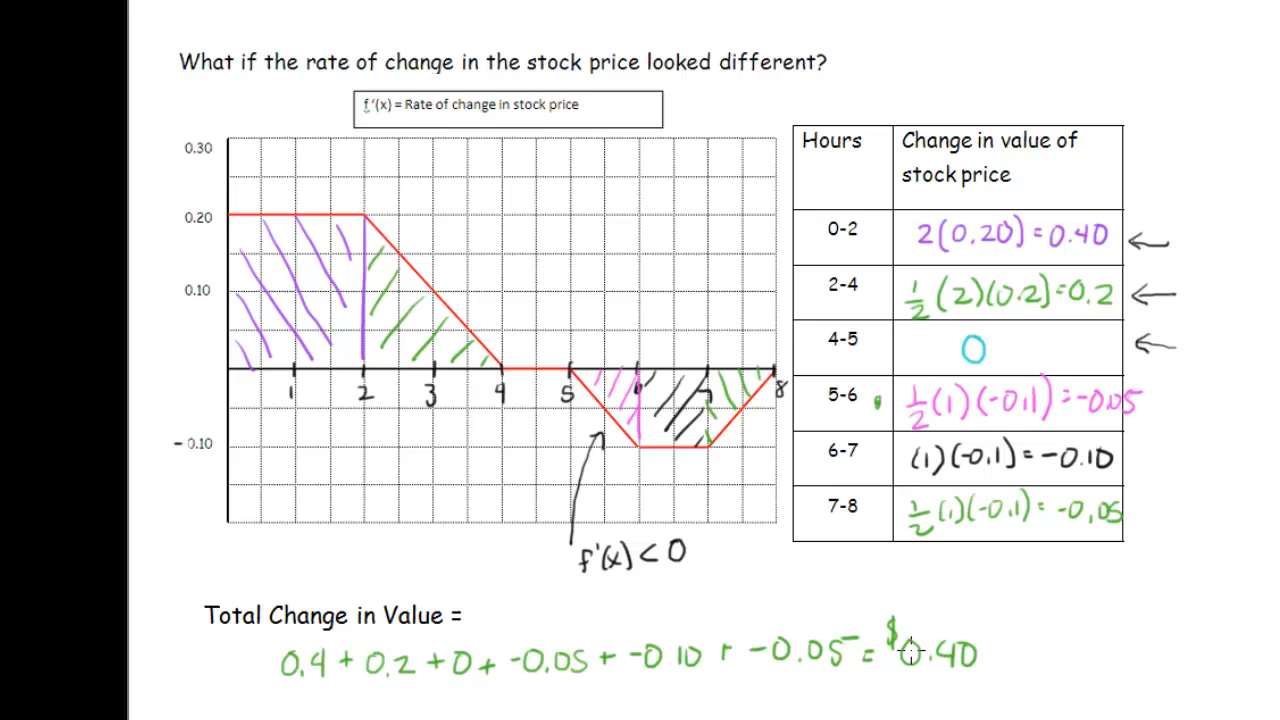 What if the rate of change in the stock price looked different?
f '(x) = Rate of change in stock price
0.30
0.20
0.10
- 0.10
1 2 3 4 5 6 7 8
f'(x) < 0
Hours Change in value of
stock price
0-2 2(0.20) = 0.40
2-4 1/2 (2)(0.2) = 0.2
4-5 0
5-6 1/2 (1)(-0.1) = -0.05
6-7 (1)(-0.1) = -0.10
7-8 1/2 (1)(-0.1) = -0.05
Total Change in Value =
0.4 + 0.2 + 0 + -0.05 + -0.10 + -0.05 = $0.40